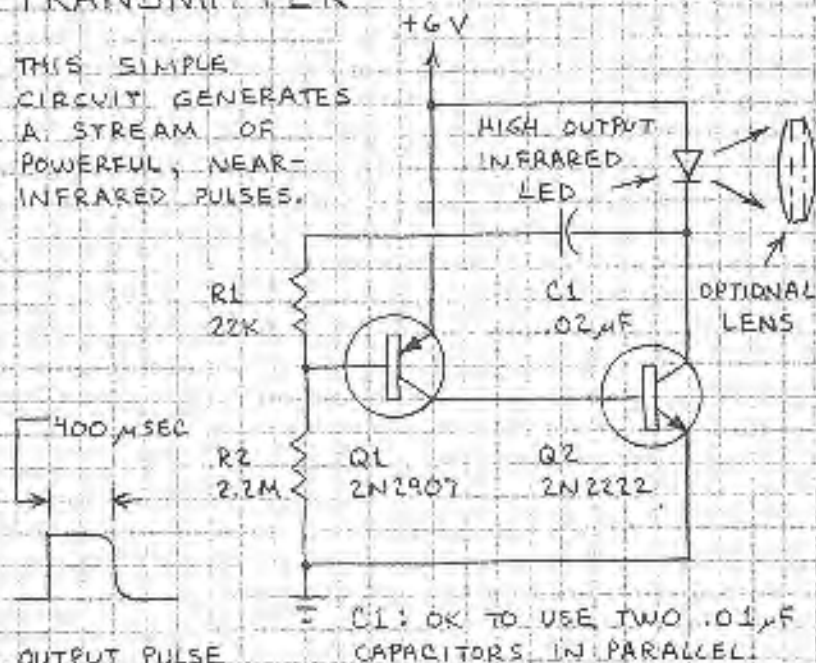 TRANSMITTER
THIS SIMPLE
CIRCUIT GENERATES
A STREAM OF
POWERFUL, NEAR-
INFRARED PULSES.
+6V
HIGH OUTPUT
INFRARED
LED
R1
22K
C1
.02µF
OPTIONAL
LENS
400 µSEC
R2
2.2M
Q1
2N2907
Q2
2N2222
OUTPUT PULSE
C1: OK TO USE TWO .01µF
CAPACITORS IN PARALLEL.